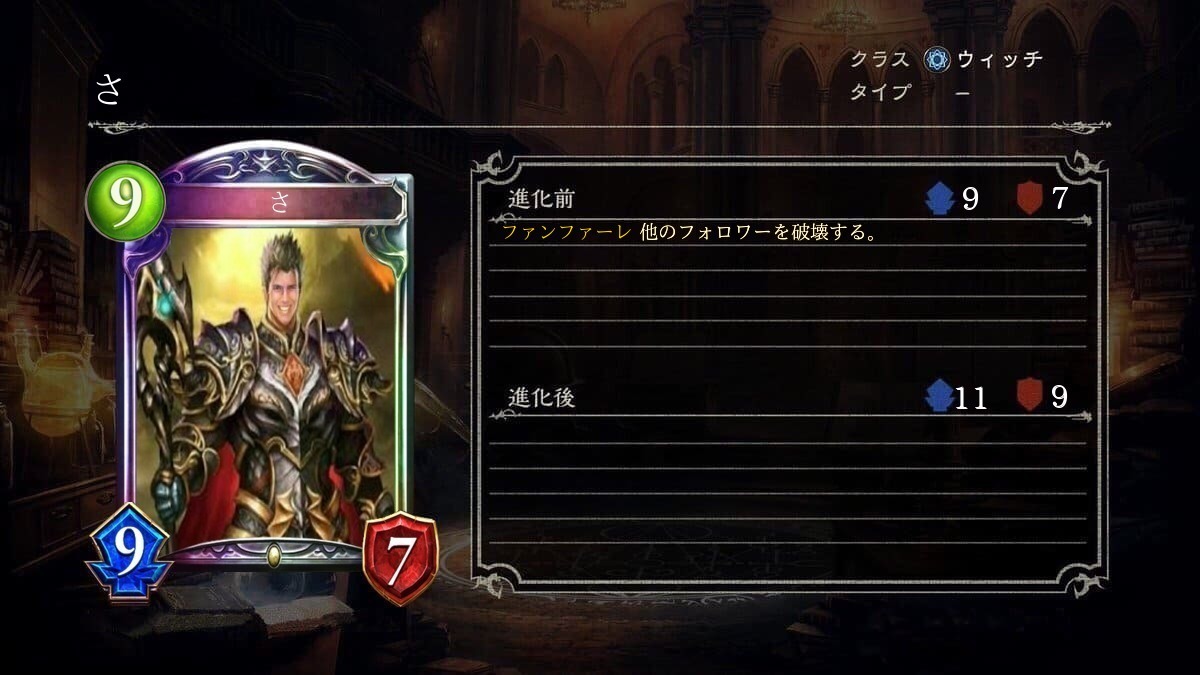 さ
クラス ウィッチ
タイプ －
9
さ
9
7
進化前 9 7
ファンファーレ 他のフォロワーを破壊する。
進化後 11 9